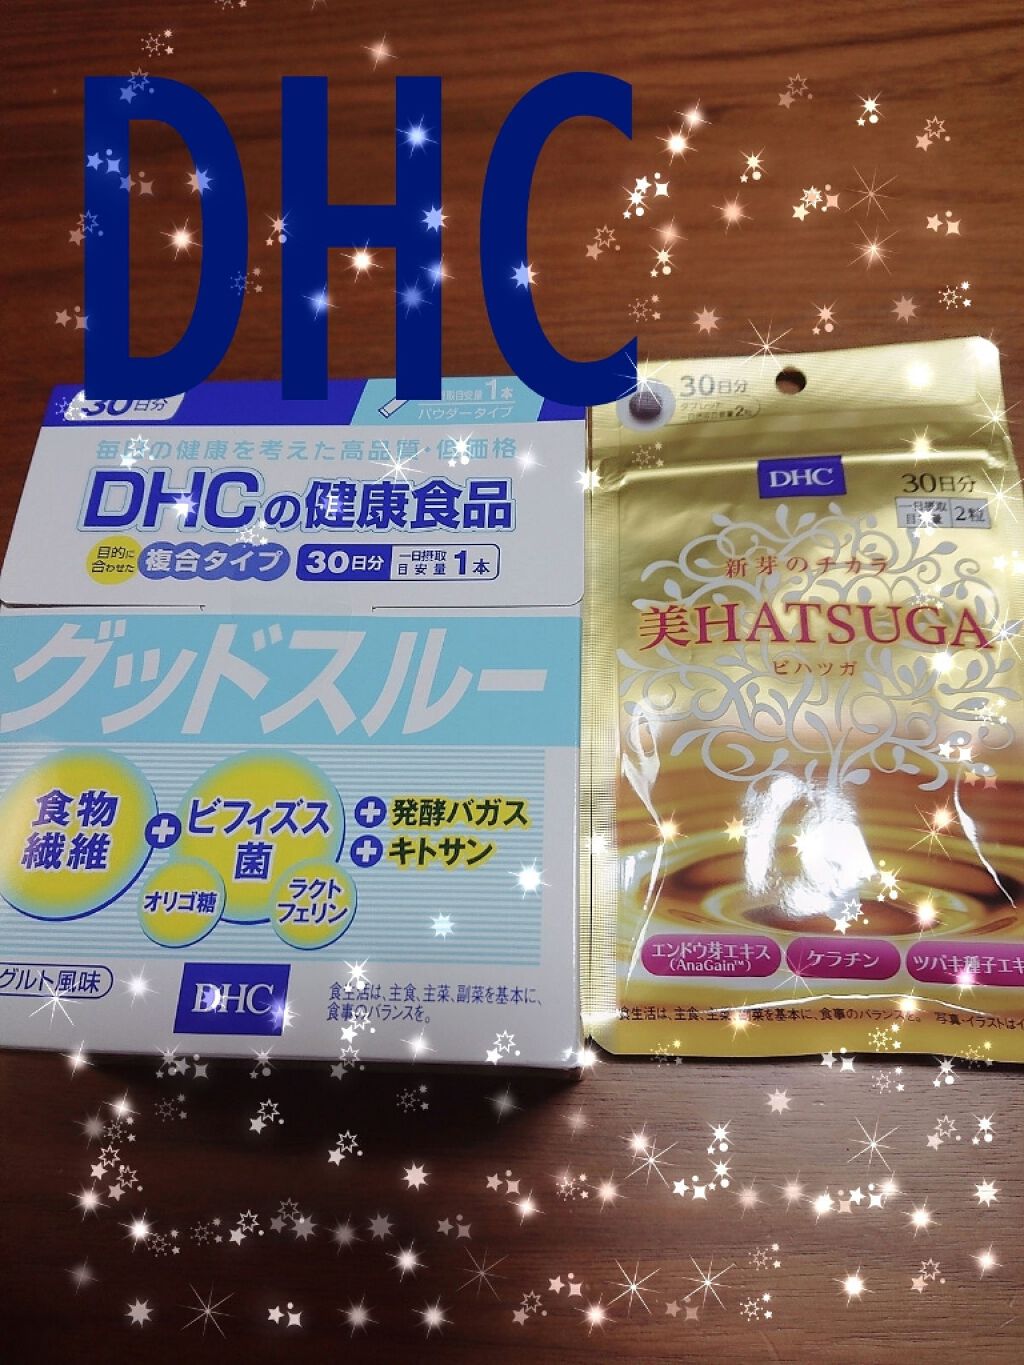 DHC
30日分
取目安量1本
パウダータイプ
毎日の健康を考えた高品質・低価格
DHCの健康食品
目的に
合わせた
複合タイプ
30日分
一日摂取
目安量
1本
グッドスルー
食物
繊維
+
ビフィズス
菌
オリゴ糖
ラクト
フェリン
+発酵バガス
+キトサン
グルト風味
DHC
食生活は、主食、主菜、副菜を基本に、
食事のバランスを。
30日分
DHC
30日分
一日摂取
目安量
2粒
新芽のチカラ
美HATSUGA
ビハツガ
エンドウ芽エキス
(AnaGain™)
ケラチン
ツバキ種子エキ
食生活は、主食、主菜、副菜を基本に、食事のバランスを。 写真・イラストはイ